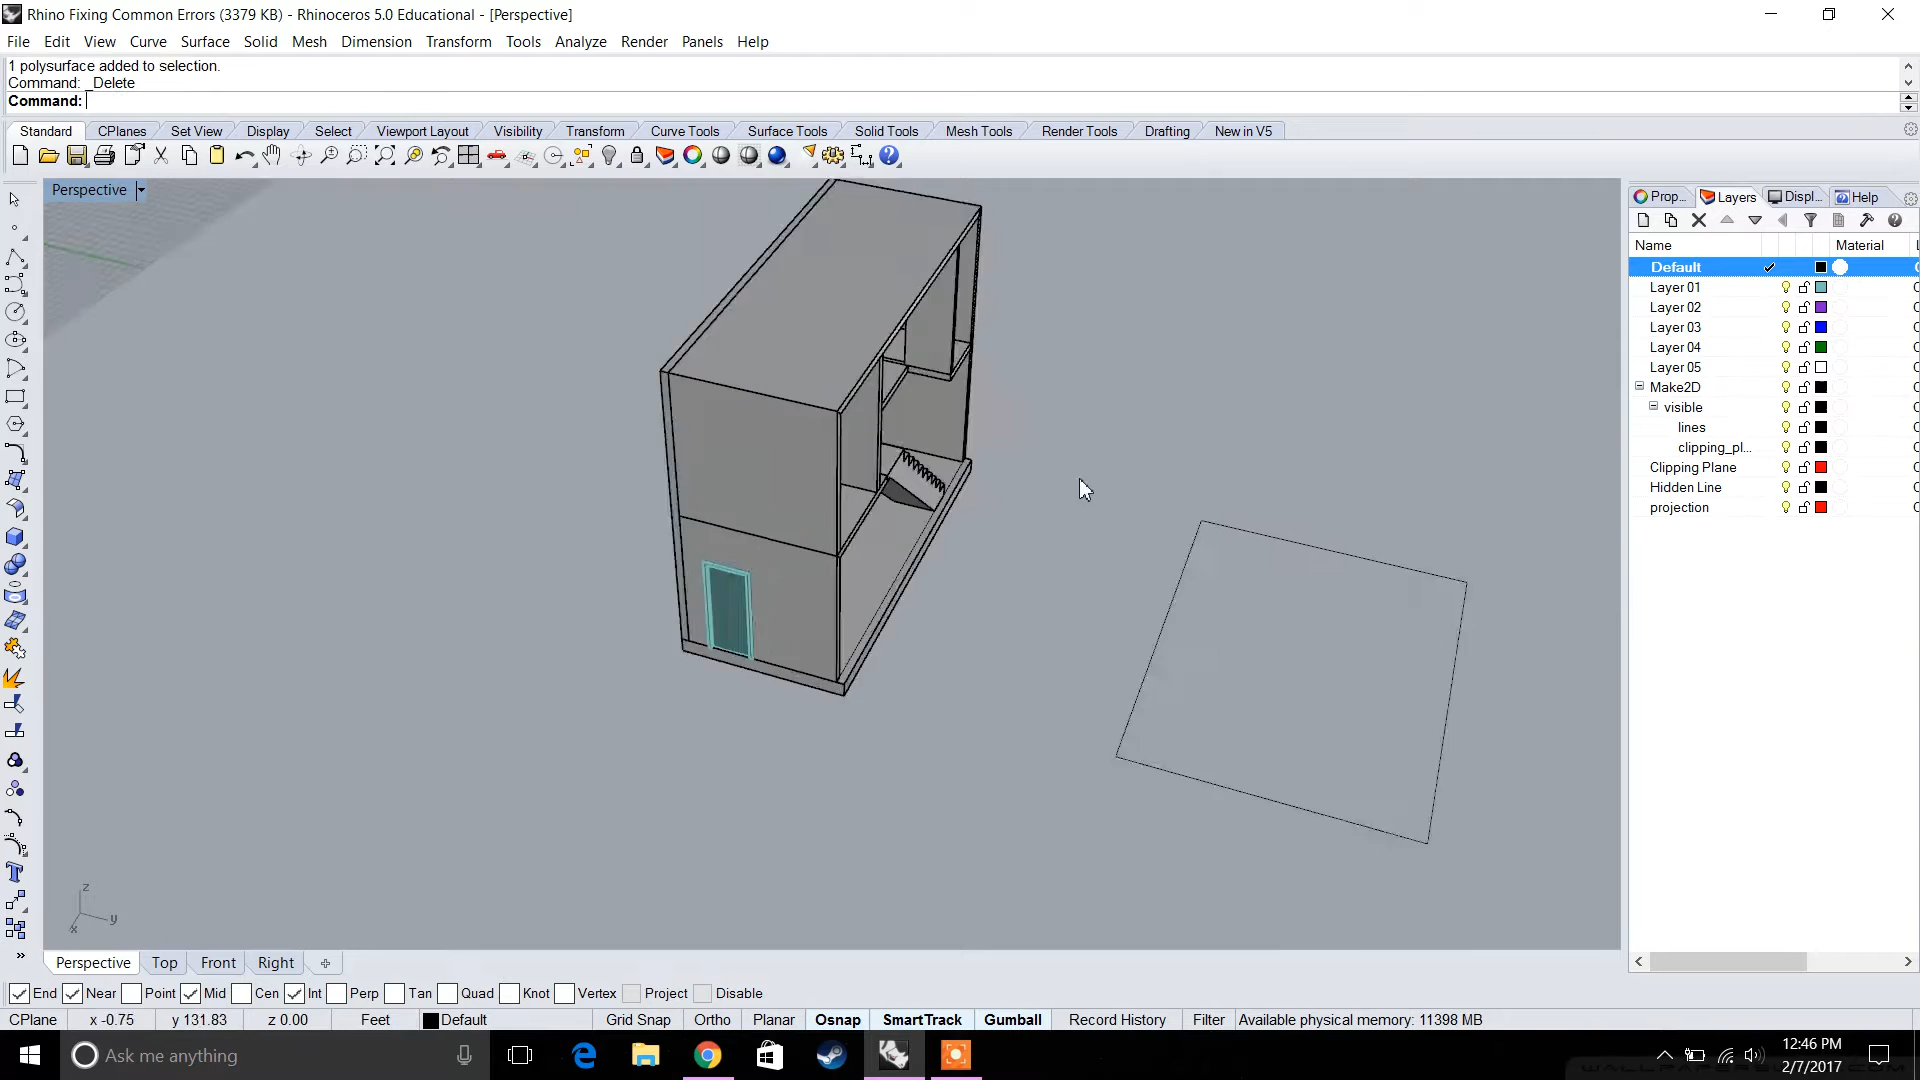 Rhino Fixing Common Errors (3379 KB) - Rhinoceros 5.0 Educational - [Perspective]
File Edit View Curve Surface Solid Mesh Dimension Transform Tools Analyze Render Panels Help
1 polysurface added to selection.
Command: _Delete
Command:
Standard CPlanes Set View Display Select Viewport Layout Visibility Transform Curve Tools Surface Tools Solid Tools Mesh Tools Render Tools Drafting New in V5
Perspective
Prop... Layers Displ... Help
Name Material
Default
Layer 01
Layer 02
Layer 03
Layer 04
Layer 05
Make2D
visible
lines
clipping_pl...
Clipping Plane
Hidden Line
projection
z
y
x
Perspective Top Front Right
End Near Point Mid Cen Int Perp Tan Quad Knot Vertex Project Disable
CPlane x -0.75 y 131.83 z 0.00 Feet Default Grid Snap Ortho Planar Osnap SmartTrack Gumball Record History Filter Available physical memory: 11398 MB
Ask me anything
12:46 PM
2/7/2017